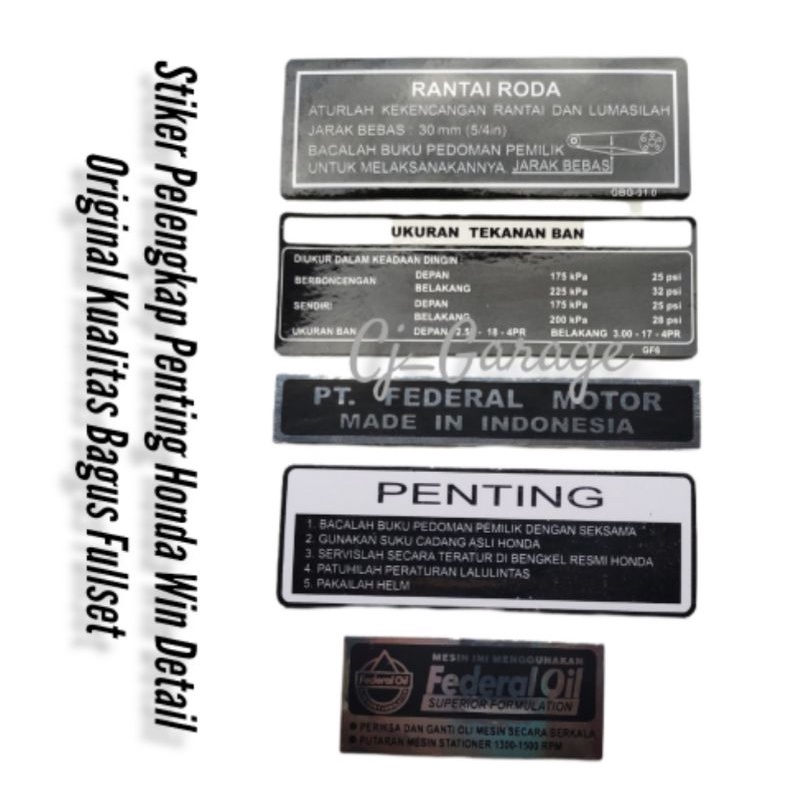 Stiker Pelengkap Penting Honda Win Detail
Original Kualitas Bagus Fullset
RANTAI RODA
ATURLAH KEKENCANGAN RANTAI DAN LUMASILAH
JARAK BEBAS : 30 mm (5/4in)
BACALAH BUKU PEDOMAN PEMILIK
UNTUK MELAKSANAKANNYA. JARAK BEBAS
GBG-31 0
UKURAN TEKANAN BAN
DIUKUR DALAM KEADAAN DINGIN :
BERBONCENGAN DEPAN 175 kPa 25 psi
BELAKANG 225 kPa 32 psi
SENDIRI DEPAN 175 kPa 25 psi
BELAKANG 200 kPa 28 psi
UKURAN BAN DEPAN 2.50 - 18 - 4PR BELAKANG 3.00 - 17 - 4PR
GF6
Cj_Garage
PT. FEDERAL MOTOR
MADE IN INDONESIA
PENTING
1. BACALAH BUKU PEDOMAN PEMILIK DENGAN SEKSAMA
2. GUNAKAN SUKU CADANG ASLI HONDA
3. SERVISLAH SECARA TERATUR DI BENGKEL RESMI HONDA
4. PATUHILAH PERATURAN LALULINTAS
5. PAKAILAH HELM
MESIN INI MENGGUNAKAN
Federal Oil
Federal Oil
SUPERIOR FORMULATION
● PERIKSA DAN GANTI OLI MESIN SECARA BERKALA
● PUTARAN MESIN STATIONER 1300-1500 RPM